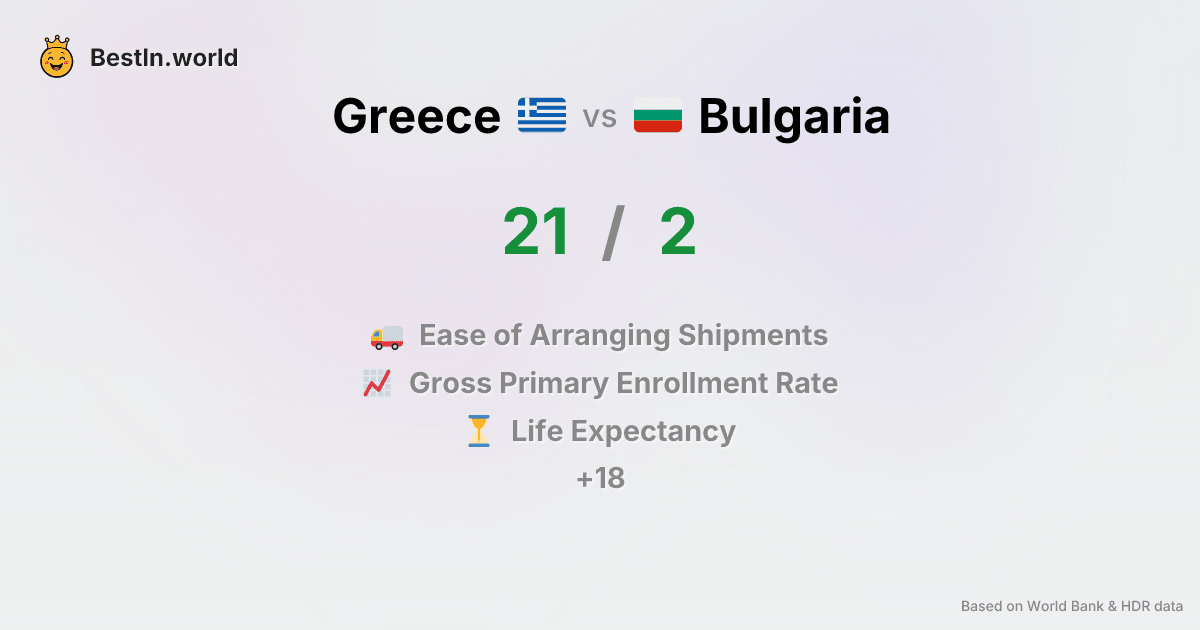 BestIn.world
Greece vs Bulgaria
21 / 2
Ease of Arranging Shipments
Gross Primary Enrollment Rate
Life Expectancy
+18
Based on World Bank & HDR data